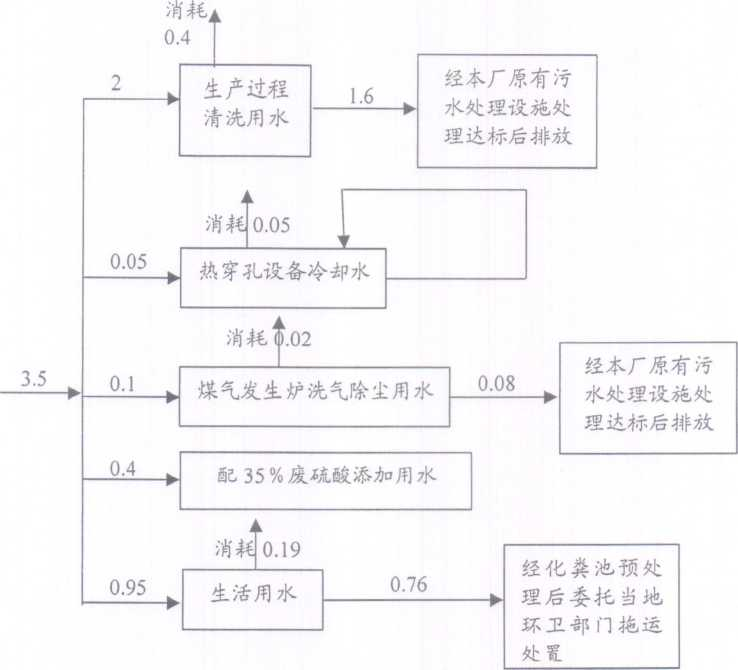 消耗
0.4
2
生产过程
清洗用水
1.6
经本厂原有污
水处理设施处
理达标后排放
消耗 0.05
0.05
热穿孔设备冷却水
消耗 0.02
3.5
0.1
煤气发生炉洗气除尘用水
0.08
经本厂原有污
水处理设施处
理达标后排放
0.4
配 35%废硫酸添加用水
消耗 0.19
0.95
生活用水
0.76
经化粪池预处
理后委托当地
环卫部门拖运
处置